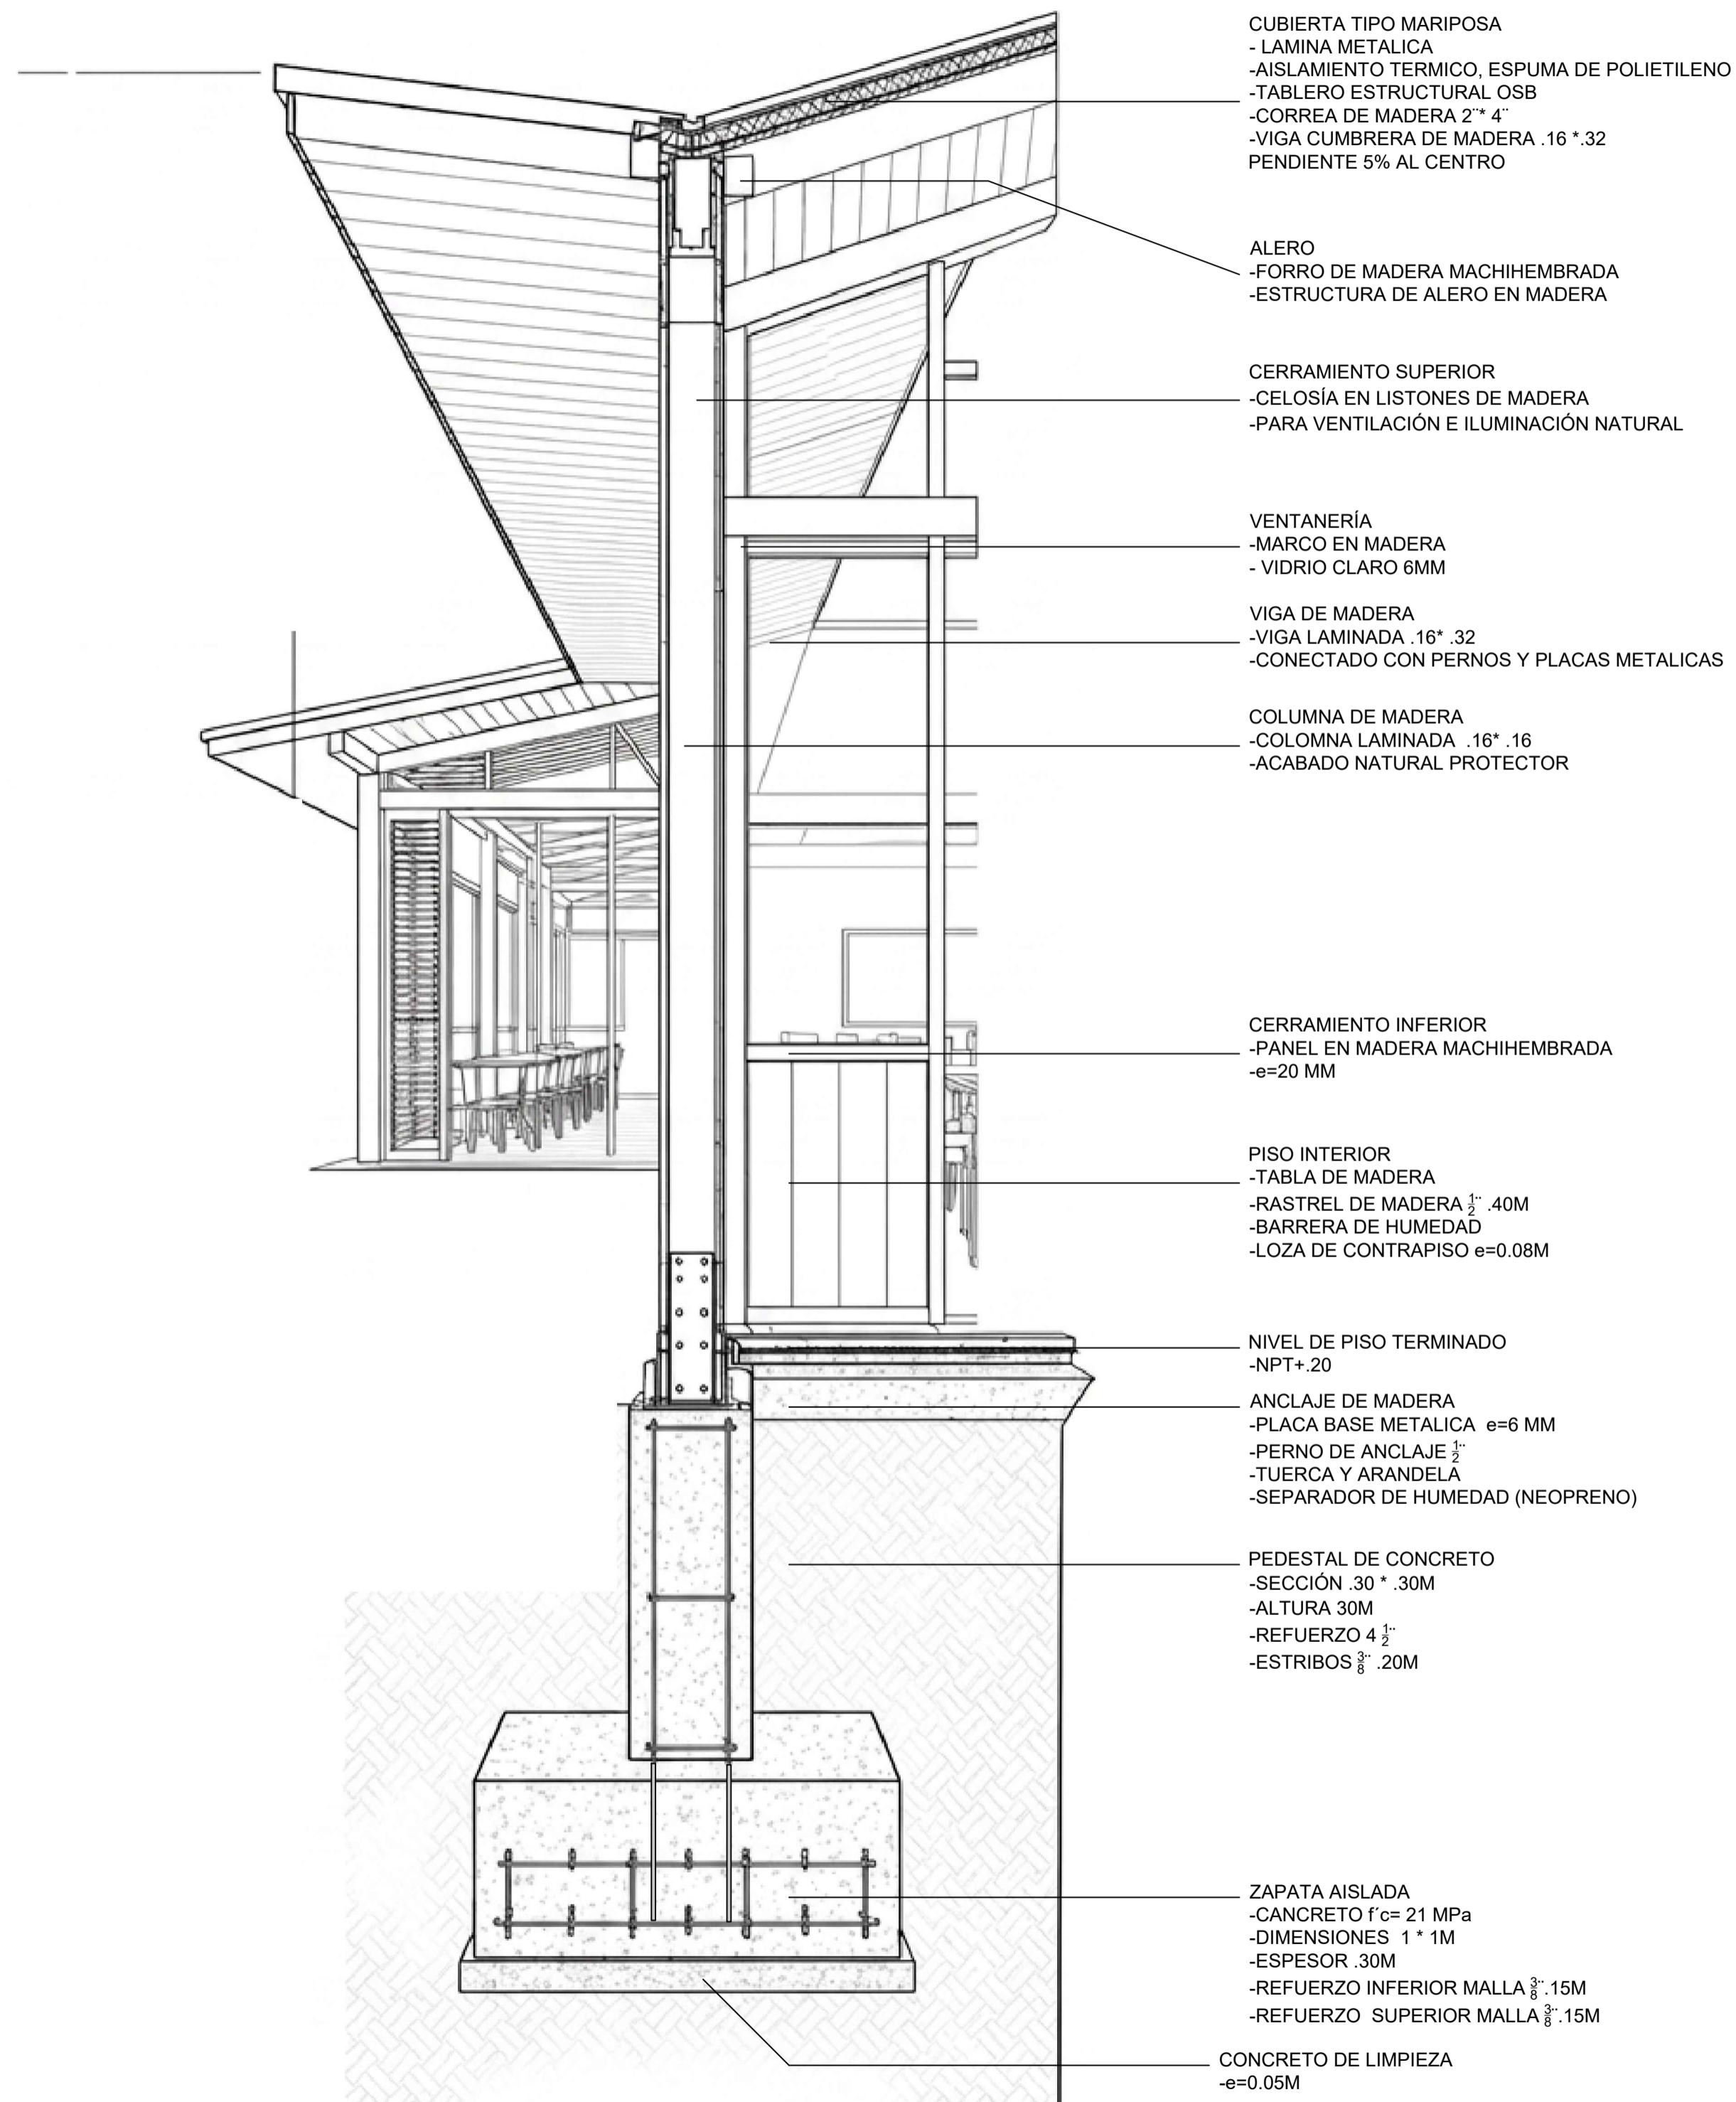 CUBIERTA TIPO MARIPOSA
- LAMINA METALICA
-AISLAMIENTO TERMICO, ESPUMA DE POLIETILENO
-TABLERO ESTRUCTURAL OSB
-CORREA DE MADERA 2¨* 4¨
-VIGA CUMBRERA DE MADERA .16 *.32
PENDIENTE 5% AL CENTRO
ALERO
-FORRO DE MADERA MACHIHEMBRADA
-ESTRUCTURA DE ALERO EN MADERA
CERRAMIENTO SUPERIOR
-CELOSÍA EN LISTONES DE MADERA
-PARA VENTILACIÓN E ILUMINACIÓN NATURAL
VENTANERÍA
-MARCO EN MADERA
- VIDRIO CLARO 6MM
VIGA DE MADERA
-VIGA LAMINADA .16* .32
-CONECTADO CON PERNOS Y PLACAS METALICAS
COLUMNA DE MADERA
-COLOMNA LAMINADA .16* .16
-ACABADO NATURAL PROTECTOR
CERRAMIENTO INFERIOR
-PANEL EN MADERA MACHIHEMBRADA
-e=20 MM
PISO INTERIOR
-TABLA DE MADERA
-RASTREL DE MADERA 1/2¨ .40M
-BARRERA DE HUMEDAD
-LOZA DE CONTRAPISO e=0.08M
NIVEL DE PISO TERMINADO
-NPT+.20
ANCLAJE DE MADERA
-PLACA BASE METALICA e=6 MM
-PERNO DE ANCLAJE 1/2¨
-TUERCA Y ARANDELA
-SEPARADOR DE HUMEDAD (NEOPRENO)
PEDESTAL DE CONCRETO
-SECCIÓN .30 * .30M
-ALTURA 30M
-REFUERZO 4 1/2¨
-ESTRIBOS 3/8¨ .20M
ZAPATA AISLADA
-CANCRETO f´c= 21 MPa
-DIMENSIONES 1 * 1M
-ESPESOR .30M
-REFUERZO INFERIOR MALLA 3/8¨ .15M
-REFUERZO SUPERIOR MALLA 3/8¨ .15M
CONCRETO DE LIMPIEZA
-e=0.05M